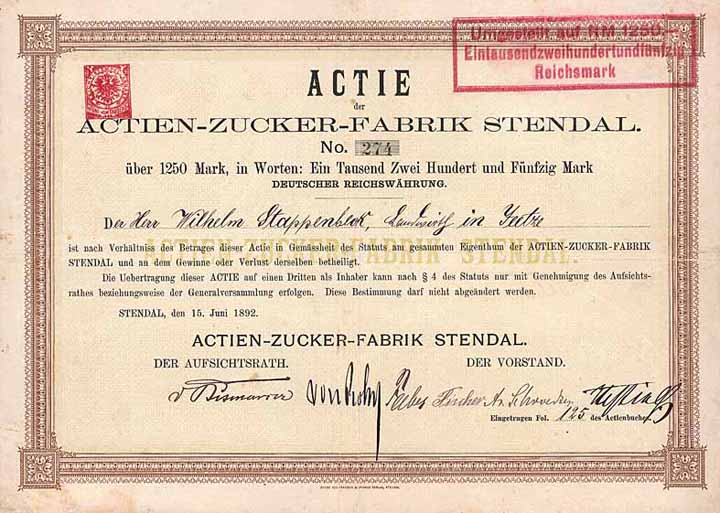 Umgestellt auf RM 1250.-
Eintausendzweihundertundfünfzig
Reichsmark
ACTIE
der
ACTIEN-ZUCKER-FABRIK STENDAL.
No. 274
über 1250 Mark, in Worten: Ein Tausend Zwei Hundert und Fünfzig Mark
DEUTSCHER REICHSWÄHRUNG.
Der Herr Wilhelm Stappenbeck, Landwirth in Jeetze
ist nach Verhältniss des Betrages dieser Actie in Gemässheit des Statuts am gesammten Eigenthum der ACTIEN-ZUCKER-FABRIK
STENDAL und an dem Gewinne oder Verlust derselben betheiligt.
Die Uebertragung dieser ACTIE auf einen Dritten als Inhaber kann nach § 4 des Statuts nur mit Genehmigung des Aufsichts-
rathes beziehungsweise der Generalversammlung erfolgen. Diese Bestimmung darf nicht abgeändert werden.
STENDAL, den 15. Juni 1892.
ACTIEN-ZUCKER-FABRIK STENDAL.
DER AUFSICHTSRATH. DER VORSTAND.
v Bismarck Fischer
Eingetragen Fol. 125 des Actienbuches.